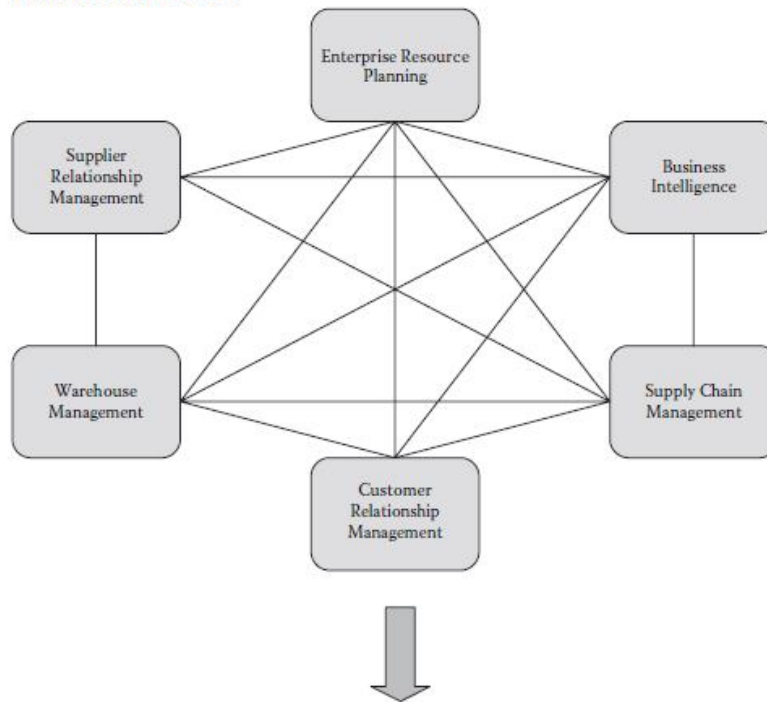 Enterprise Resource
Planning
Supplier
Relationship
Management
Business
Intelligence
Warehouse
Management
Supply Chain
Management
Customer
Relationship
Management